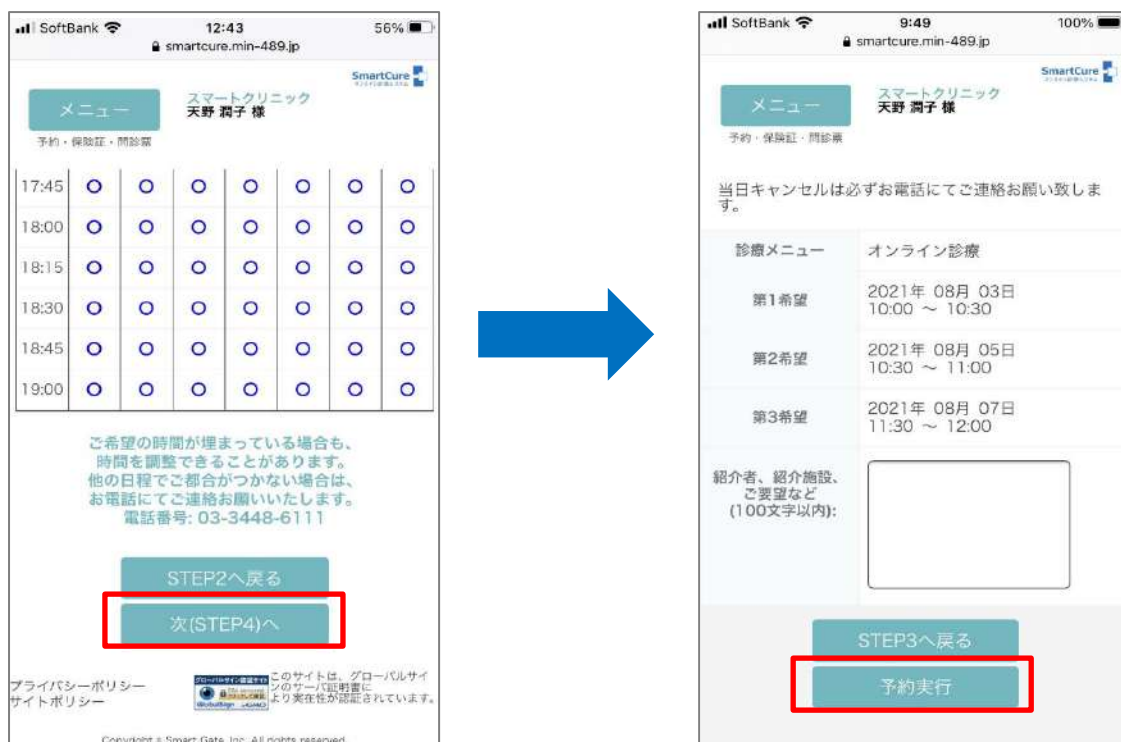 SoftBank 12:43 56%
smartcure.min-489.jp
SmartCure
メニュー
スマートクリニック
天野 潤子 様
予約・保険証・問診票
17:45 O O O O O O O
18:00 O O O O O O O
18:15 O O O O O O O
18:30 O O O O O O O
18:45 O O O O O O O
19:00 O O O O O O O
ご希望の時間が埋まっている場合も、
時間を調整できることがあります。
他の日程でご都合がつかない場合は、
お電話にてご連絡お願いいたします。
電話番号: 03-3448-6111
STEP2へ戻る
次(STEP4)へ
プライバシーポリシー
サイトポリシー
このサイトは、グローバルサイ
ンのサーバ証明書に
より実在性が認証されています。
Copyright © Smart Gate, Inc. All rights reserved
SoftBank 9:49 100%
smartcure.min-489.jp
SmartCure
メニュー
スマートクリニック
天野 潤子 様
予約・保険証・問診票
当日キャンセルは必ずお電話にてご連絡お願い致しま
す。
診療メニュー オンライン診療
第1希望 2021年 08月 03日
10:00 ～ 10:30
第2希望 2021年 08月 05日
10:30 ～ 11:00
第3希望 2021年 08月 07日
11:30 ～ 12:00
紹介者、紹介施設、
ご要望など
(100文字以内):
STEP3へ戻る
予約実行